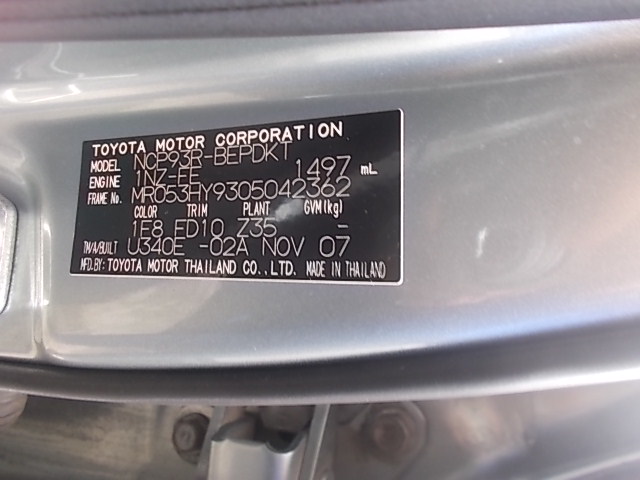 TOYOTA MOTOR CORPORATION
MODEL NCP93R-BEPDKT
ENGINE 1NZ-FE 1497 mL
FRAME No. MR053HY9305042362
COLOR TRIM PLANT GVM(kg)
1E8 FD10 Z35 -
TM/A/BUILT U340E -02A NOV 07
MFD.BY:TOYOTA MOTOR THAILAND CO.,LTD. MADE IN THAILAND